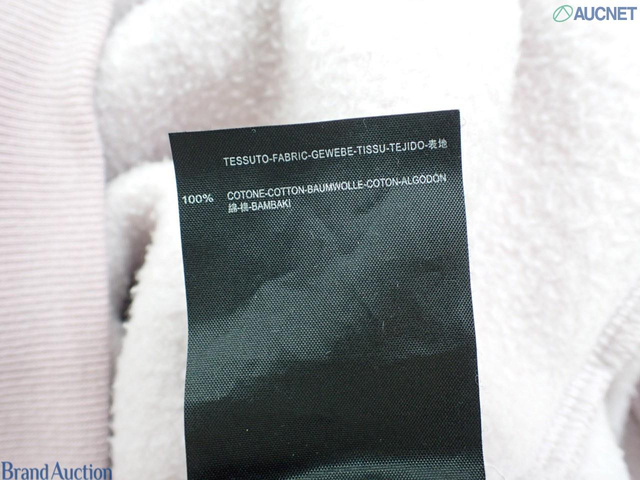 AUCNET
TESSUTO-FABRIC-GEWEBE-TISSU-TEJIDO-表地
100% COTONE-COTTON-BAUMWOLLE-COTON-ALGODÓN
綿-棉-BAMBAKI
Brand Auction